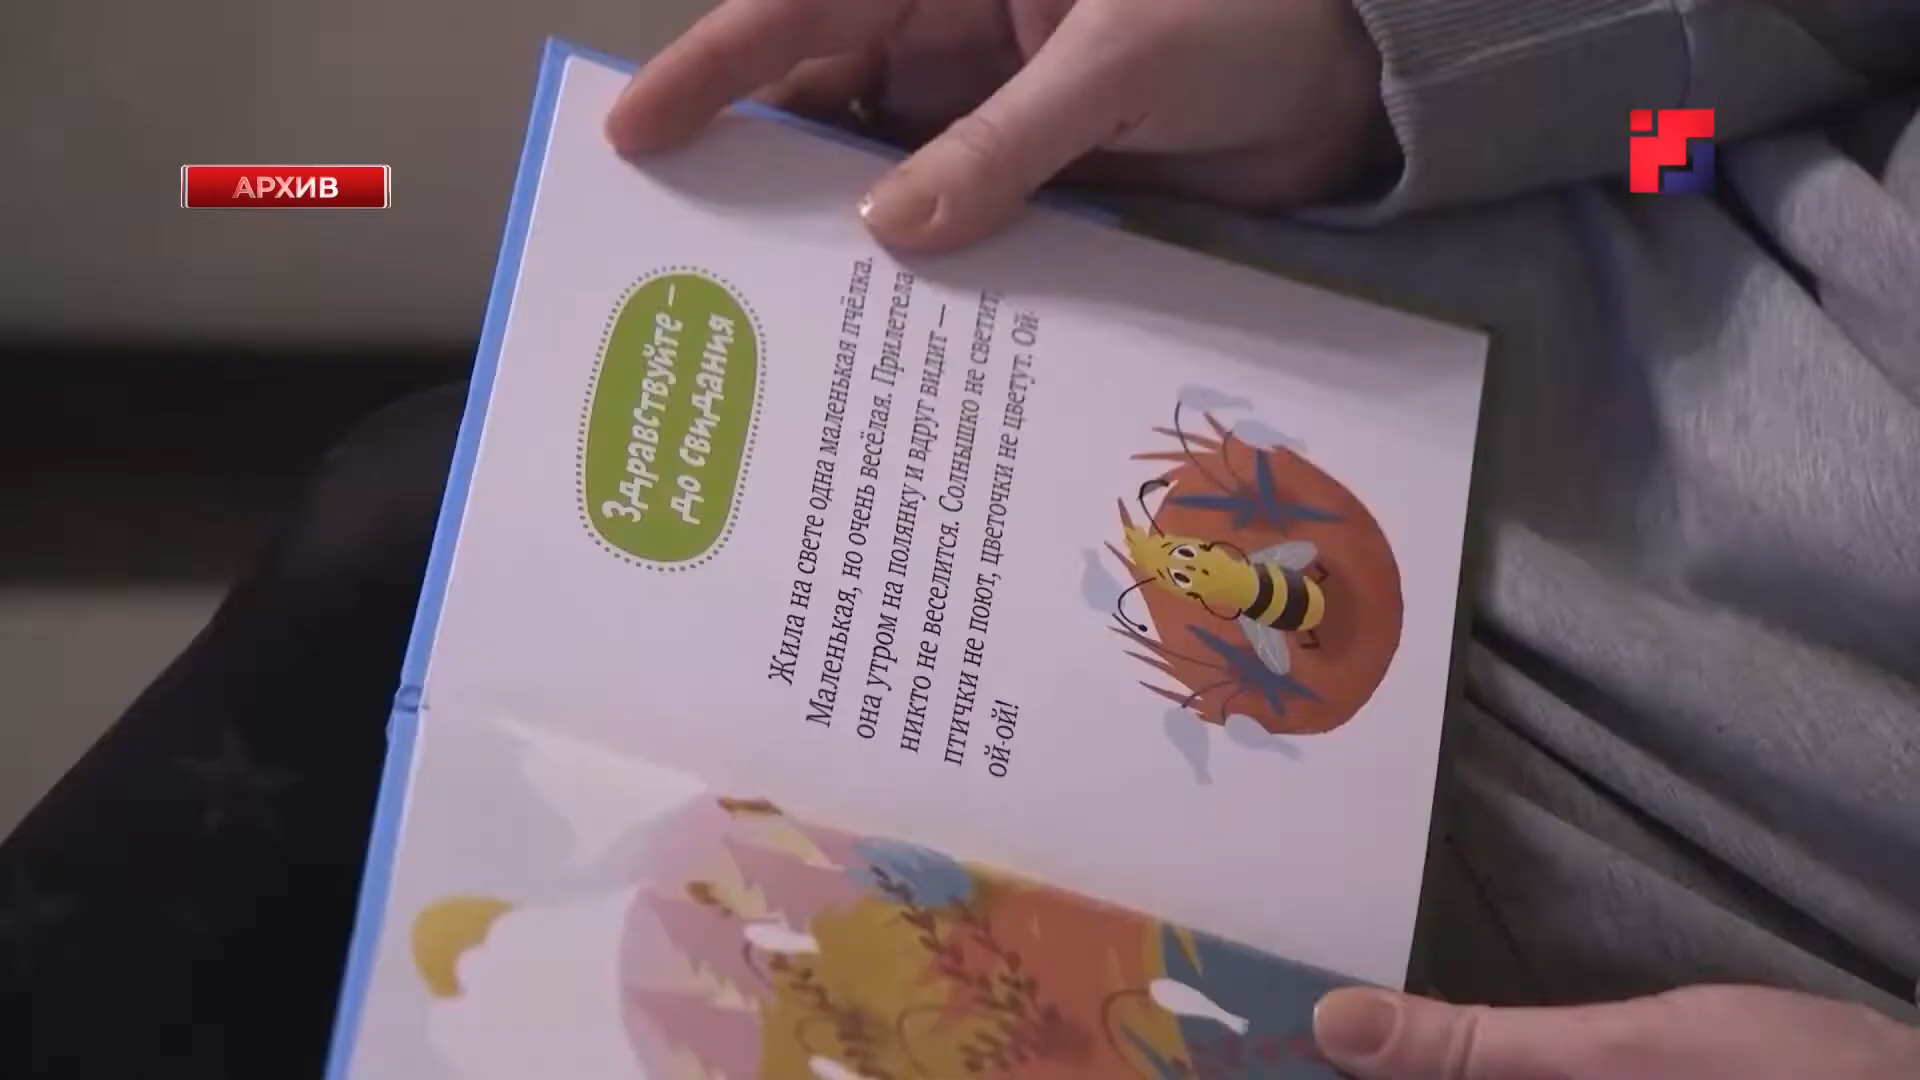 АРХИВ
Здравствуйте –
до свидания
Жила на свете одна маленькая пчёлка.
Маленькая, но очень весёлая. Прилетела
она утром на полянку и вдруг видит —
никто не веселится. Солнышко не светит,
птички не поют, цветочки не цветут. Ой-
ой-ой!